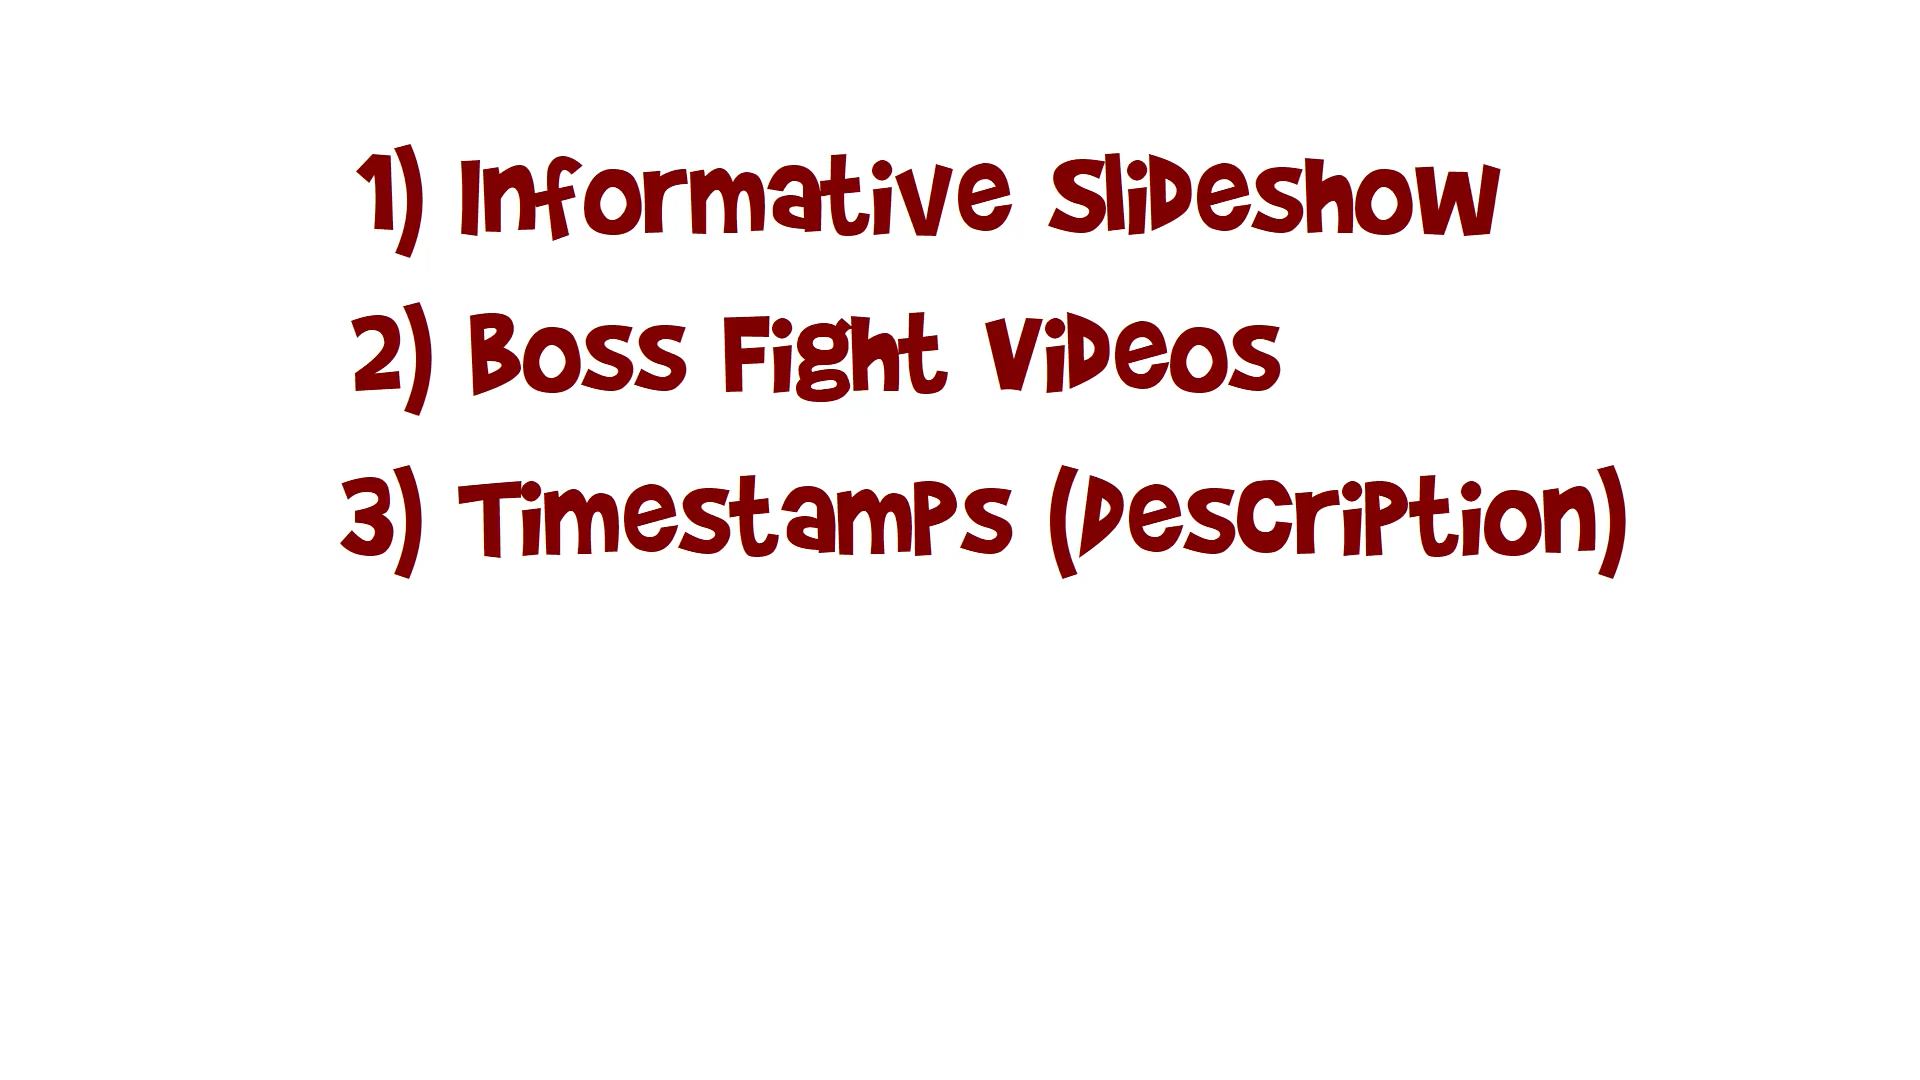 1) Informative Slideshow
2) Boss Fight Videos
3) Timestamps (Description)